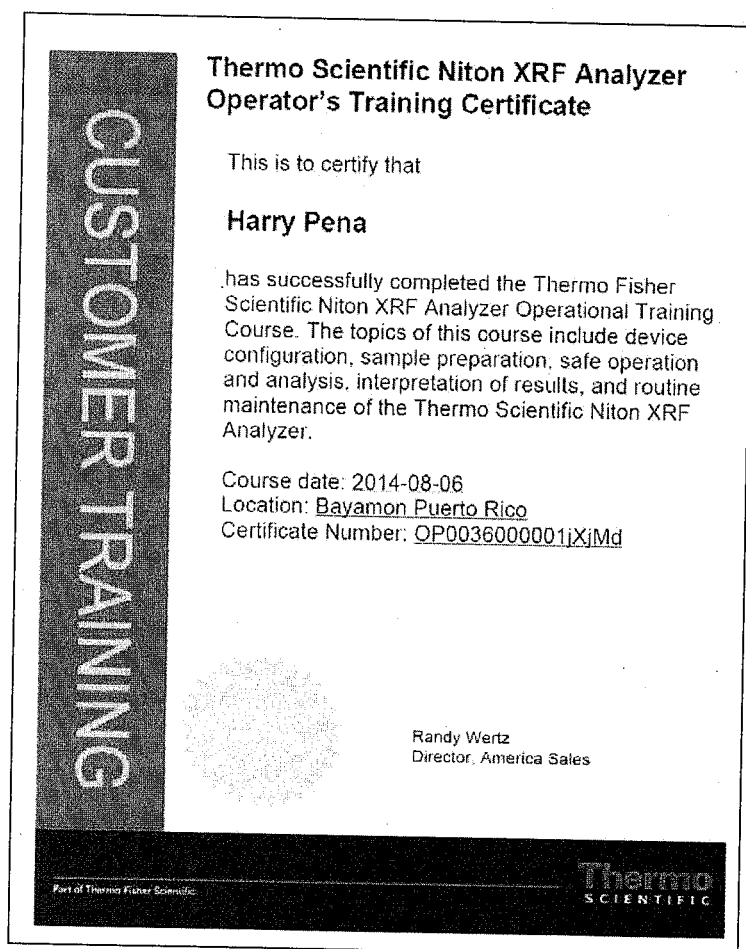 Thermo Scientific Niton XRF Analyzer
Operator's Training Certificate
This is to certify that
Harry Pena
has successfully completed the Thermo Fisher
Scientific Niton XRF Analyzer Operational Training
Course. The topics of this course include device
configuration, sample preparation, safe operation
and analysis, interpretation of results, and routine
maintenance of the Thermo Scientific Niton XRF
Analyzer.
Course date: 2014-08-06
Location: Bayamon Puerto Rico
Certificate Number: OP0036000001jXjMd
CUSTOMER TRAINING
Randy Wertz
Director, America Sales
Part of Thermo Fisher Scientific
Thermo
SCIENTIFIC